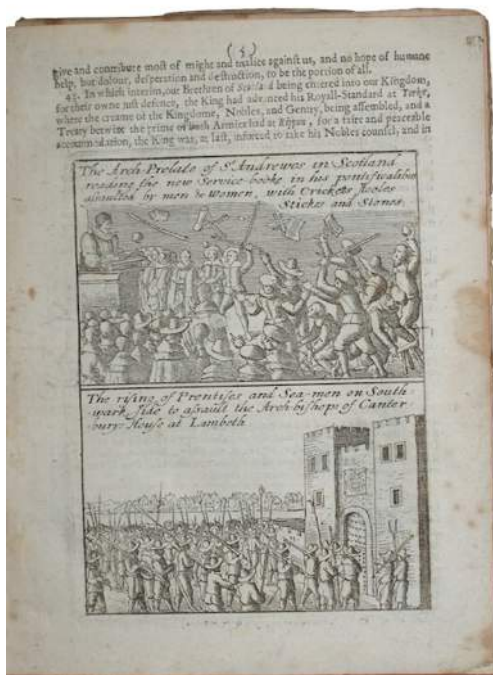 ( 5 )
give and contribute most of might and malice against us, and no hope of humane
help, but dolour, desperation and destruction, to be the portion of all.
In which interim, our Brethren of being entred into our Kingdom,
for their owne just defence, the King had advanced his Royall-Standard at Yorke,
where the creame of the Kingdome, Nobles, and Gentry, being assembled, and a
Treaty betwixt the prime of both Armies had at Rippon, for a faire and peaceable
accommodation, the King was, at last, inforced to take his Nobles counsel, and in
The Arch-Prelate of St Andrewes in Scotland
reading the new Service-booke in his pontificalibus
assaulted by men & Women, with Crickets stooles
Stickes and Stones.
The rising of Prentises and Sea-men on South
wark side to assault the Arch-bishops of Canter
burys House at Lambeth.